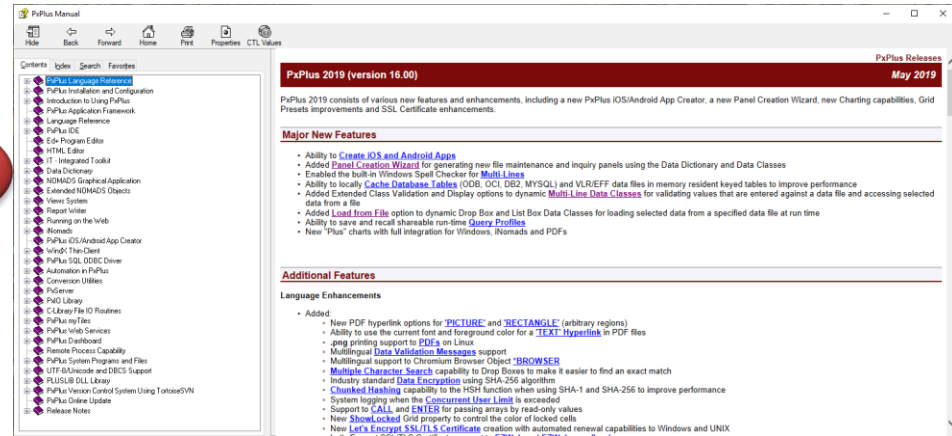 PxPlus Manual
Hide Back Forward Home Print Properties CTL Values
Contents Index Search Favorites
PxPlus Language Reference
PxPlus Installation and Configuration
Introduction to Using PxPlus
PxPlus Application Framework
Language Reference
PxPlus IDE
Ed+ Program Editor
HTML Editor
IT - Integrated Toolkit
Data Dictionary
NOMADS Graphical Application
Extended NOMADS Objects
Views System
Report Writer
Running on the Web
iNomads
PxPlus iOS/Android App Creator
WindX Thin-Client
PxPlus SQL ODBC Driver
Automation in PxPlus
Conversion Utilities
PxServer
PxIO Library
C-Library File IO Routines
PxPlus myTiles
PxPlus Web Services
PxPlus Dashboard
Remote Process Capability
PxPlus System Programs and Files
UTF-8/Unicode and DBCS Support
PLUSLIB DLL Library
PxPlus Version Control System Using TortoiseSVN
PxPlus Online Update
Release Notes
PxPlus Releases
PxPlus 2019 (version 16.00) May 2019
PxPlus 2019 consists of various new features and enhancements, including a new PxPlus iOS/Android App Creator, a new Panel Creation Wizard, new Charting capabilities, Grid
Presets improvements and SSL Certificate enhancements.
Major New Features
• Ability to Create iOS and Android Apps
• Added Panel Creation Wizard for generating new file maintenance and inquiry panels using the Data Dictionary and Data Classes
• Enabled the built-in Windows Spell Checker for Multi-Lines
• Ability to locally Cache Database Tables (ODB, OCI, DB2, MYSQL) and VLR/EFF data files in memory resident keyed tables to improve performance
• Added Extended Class Validation and Display options to dynamic Multi-Line Data Classes for validating values that are entered against a data file and accessing selected
data from a file
• Added Load from File option to dynamic Drop Box and List Box Data Classes for loading selected data from a specified data file at run time
• Ability to save and recall shareable run-time Query Profiles
• New "Plus" charts with full integration for Windows, iNomads and PDFs
Additional Features
Language Enhancements
• Added:
• New PDF hyperlink options for 'PICTURE' and 'RECTANGLE' (arbitrary regions)
• Ability to use the current font and foreground color for a 'TEXT' Hyperlink in PDF files
• .png printing support to PDFs on Linux
• Multilingual Data Validation Messages support
• Multilingual support to Chromium Browser Object *BROWSER
• Multiple Character Search capability to Drop Boxes to make it easier to find an exact match
• Industry standard Data Encryption using SHA-256 algorithm
• Chunked Hashing capability to the HSH function when using SHA-1 and SHA-256 to improve performance
• System logging when the Concurrent User Limit is exceeded
• Support to CALL and ENTER for passing arrays by read-only values
• New ShowLocked Grid property to control the color of locked cells
• New Let's Encrypt SSL/TLS Certificate creation with automated renewal capabilities to Windows and UNIX